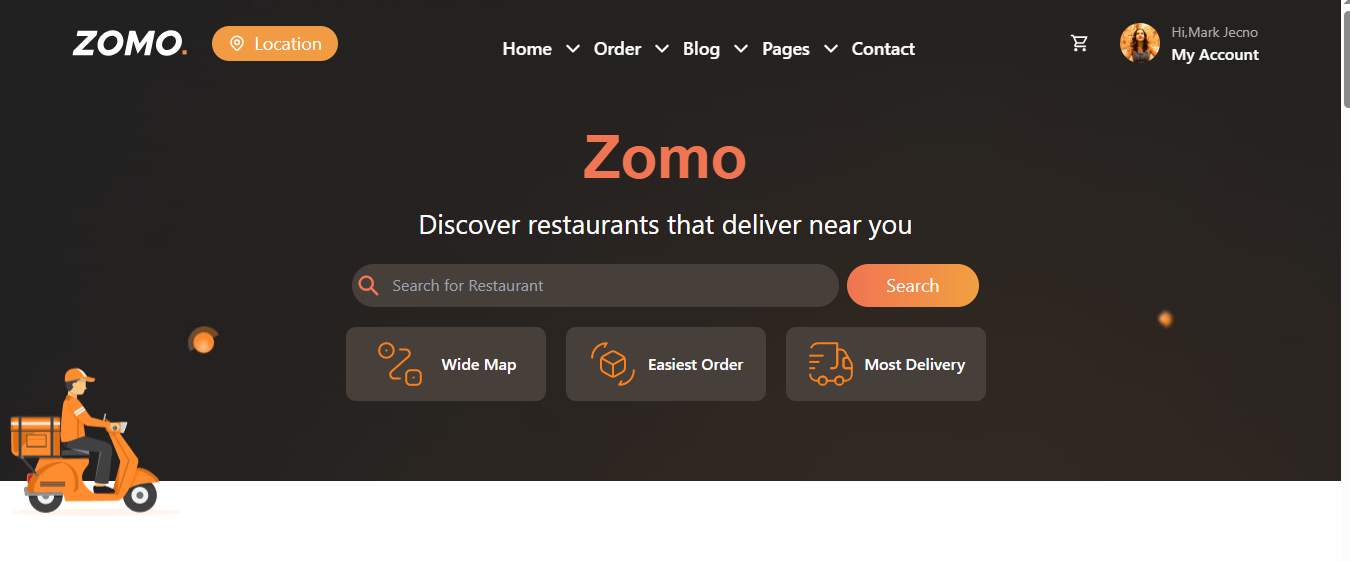 ZOMO.
Location
Home
Order
Blog
Pages
Contact
Hi,Mark Jecno
My Account
Zomo
Discover restaurants that deliver near you
Search for Restaurant
Search
Wide Map
Easiest Order
Most Delivery